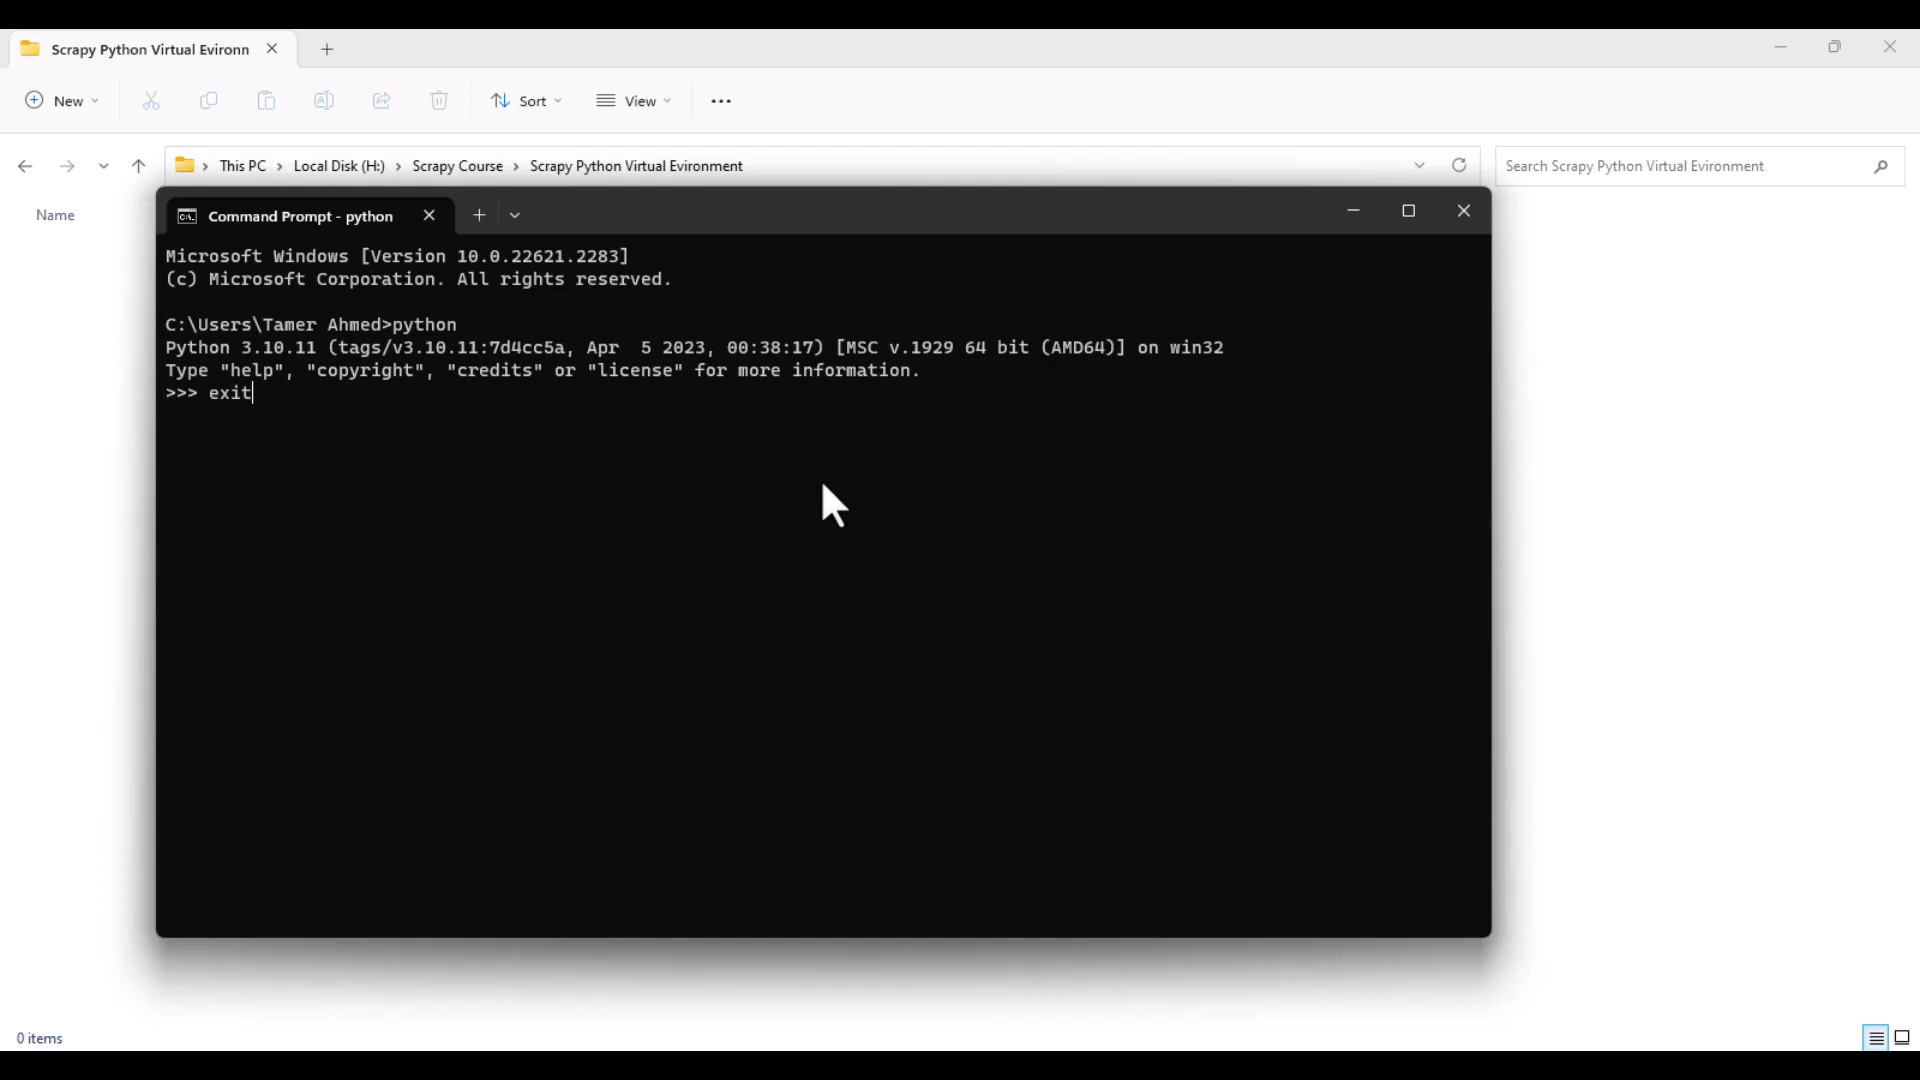 Scrapy Python Virtual Evironn
New
Sort
View
This PC > Local Disk (H:) > Scrapy Course > Scrapy Python Virtual Evironment
Search Scrapy Python Virtual Evironment
Name
Command Prompt - python
Microsoft Windows [Version 10.0.22621.2283]
(c) Microsoft Corporation. All rights reserved.
C:\Users\Tamer Ahmed>python
Python 3.10.11 (tags/v3.10.11:7d4cc5a, Apr  5 2023, 00:38:17) [MSC v.1929 64 bit (AMD64)] on win32
Type "help", "copyright", "credits" or "license" for more information.
>>> exit
0 items